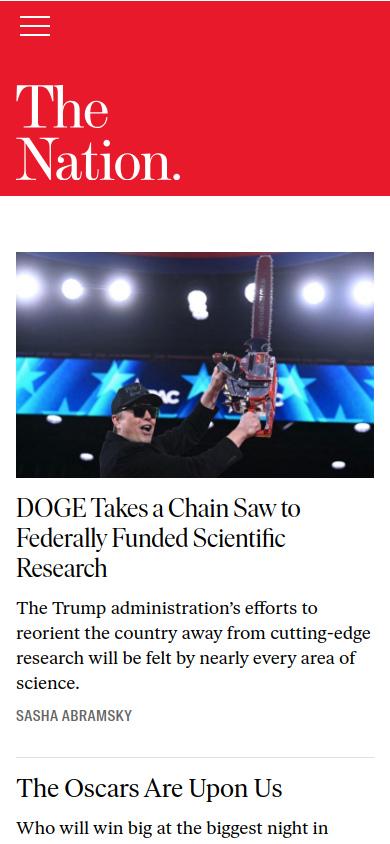 The
Nation.
PAC
DOGE Takes a Chain Saw to
Federally Funded Scientific
Research
The Trump administration's efforts to
reorient the country away from cutting-edge
research will be felt by nearly every area of
science.
SASHA ABRAMSKY
The Oscars Are Upon Us
Who will win big at the biggest night in